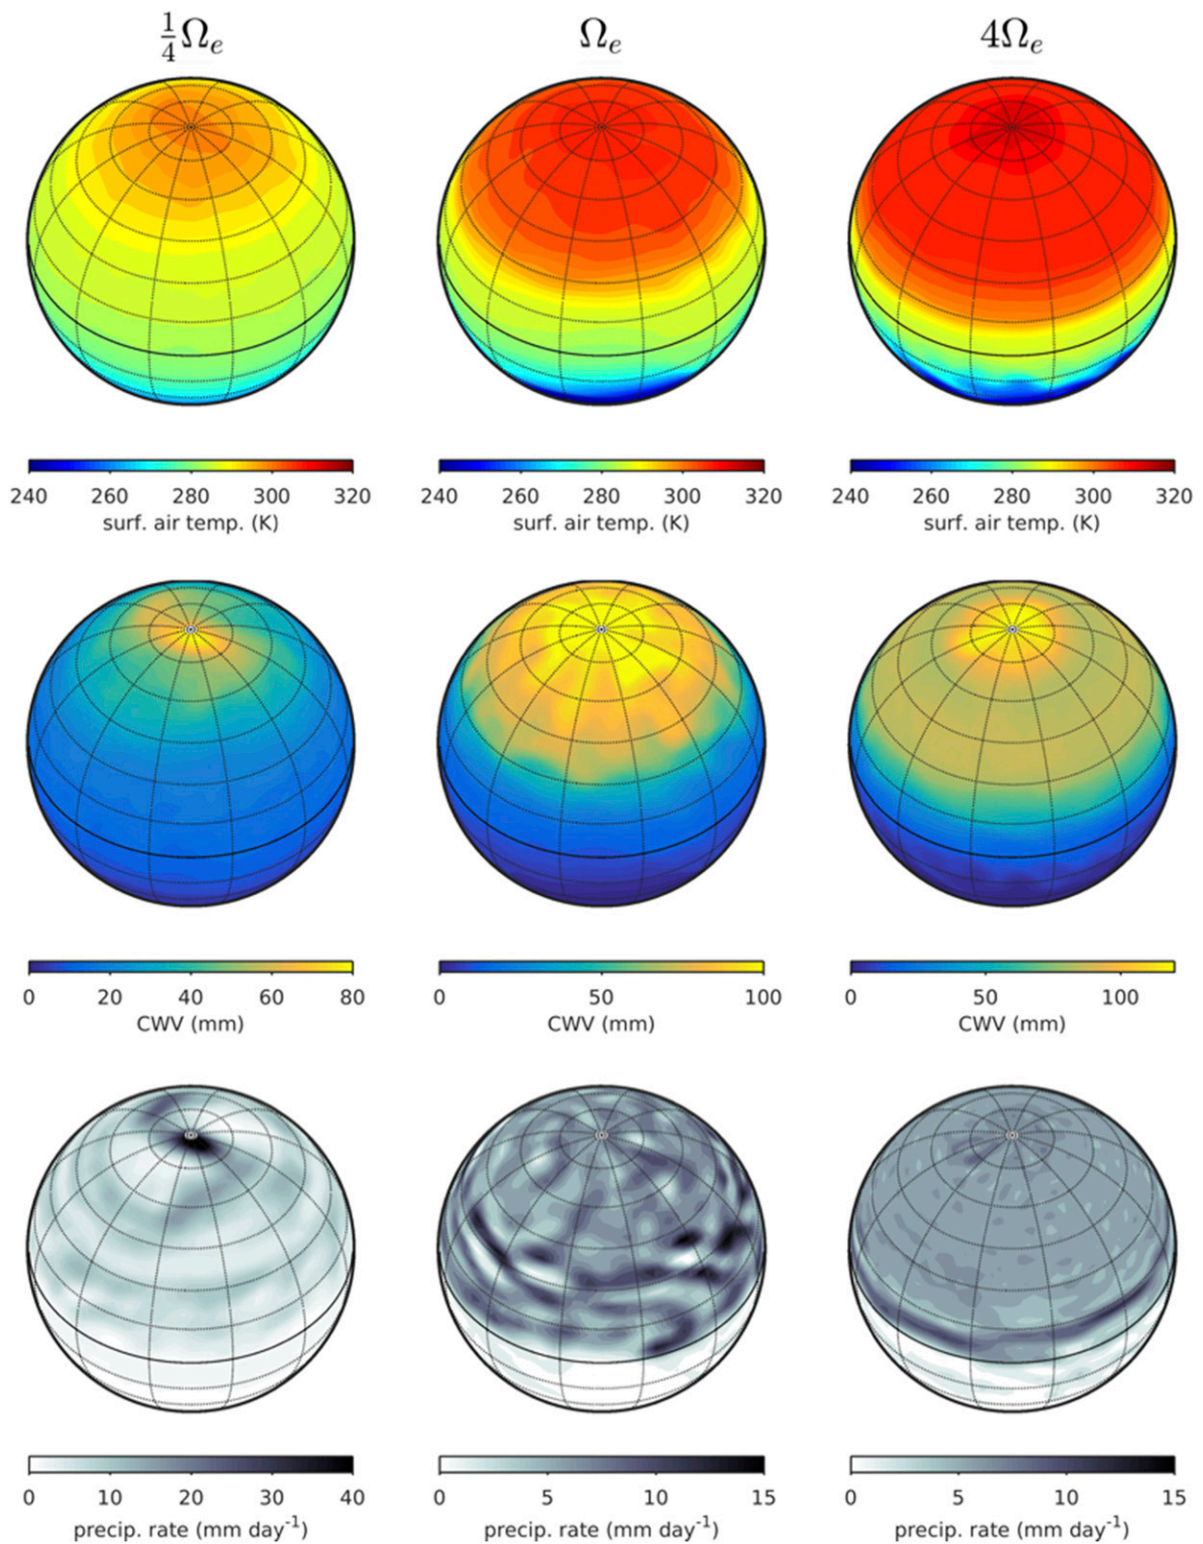 ¼Ωₑ Ωₑ 4Ωₑ
240 260 280 300 320 240 260 280 300 320 240 260 280 300 320
surf. air temp. (K) surf. air temp. (K) surf. air temp. (K)
0 20 40 60 80 0 50 100 0 50 100
CWV (mm) CWV (mm) CWV (mm)
0 10 20 30 40 0 5 10 15 0 5 10 15
precip. rate (mm day⁻¹) precip. rate (mm day⁻¹) precip. rate (mm day⁻¹)